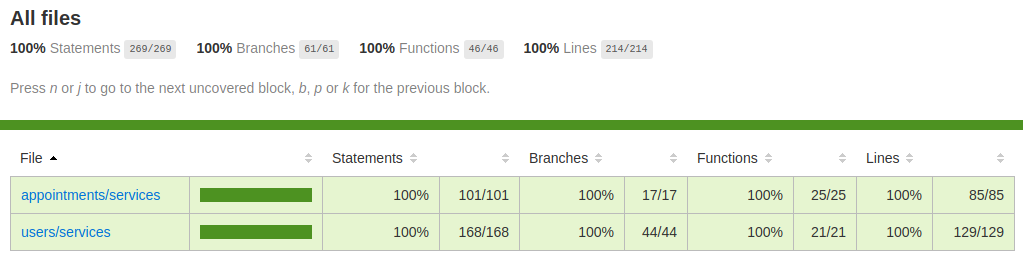 All files
100% Statements 269/269 100% Branches 61/61 100% Functions 46/46 100% Lines 214/214
Press n or j to go to the next uncovered block, b, p or k for the previous block.
File Statements Branches Functions Lines
appointments/services 100% 101/101 100% 17/17 100% 25/25 100% 85/85
users/services 100% 168/168 100% 44/44 100% 21/21 100% 129/129